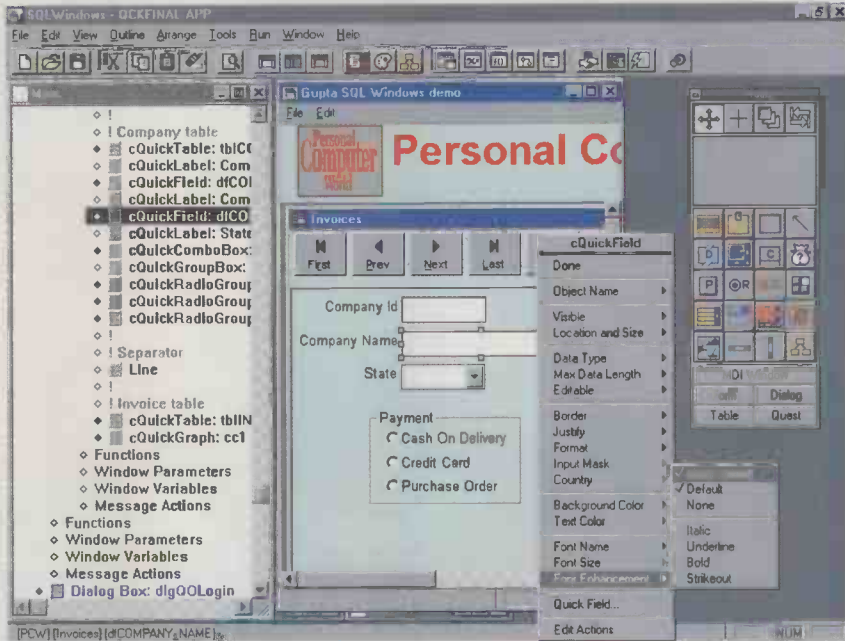 SQLWindows - QCKFINAL APP
File Edit View Outline Arrange Tools Run Window Help
Main
!
! Company table
cQuickTable: tblCO
cQuickLabel: Com
cQuickField: dfCOI
cQuickLabel: Com
cQuickField: dfCO
cQuickLabel: State
cQuickComboBox:
cQuickGroupBox:
cQuickRadioGroup
cQuickRadioGroup
cQuickRadioGroup
!
! Separator
Line
!
! Invoice table
cQuickTable: tblIN
cQuickGraph: cc1
Functions
Window Parameters
Window Variables
Message Actions
Functions
Window Parameters
Window Variables
Message Actions
Dialog Box: dlgQOLogin
[PCW] [Invoices] [dfCOMPANY_NAME]
Gupta SQL Windows demo
File Edit
Personal
Computer
World
Personal Co
Invoices
First Prev Next Last
Company Id
Company Name
State
Payment
Cash On Delivery
Credit Card
Purchase Order
cQuickField
Done
Object Name
Visible
Location and Size
Data Type
Max Data Length
Editable
Border
Justify
Format
Input Mask
Country
Background Color
Text Color
Font Name
Font Size
Font Enhancement
Quick Field...
Edit Actions
Default
None
Italic
Underline
Bold
Strikeout
Dialog
Table Quest
NUM